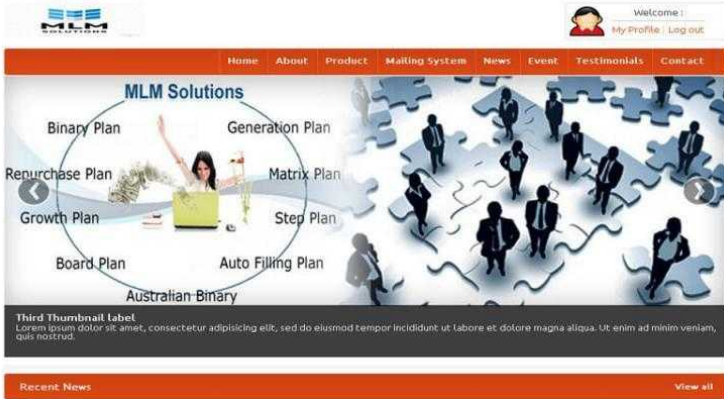 MLM
SOLUTIONS
Welcome :
My Profile | Log out
Home About Product Mailing System News Event Testimonials Contact
MLM Solutions
Binary Plan Generation Plan
Repurchase Plan Matrix Plan
Growth Plan Step Plan
Board Plan Auto Filling Plan
Australian Binary
Third Thumbnail label
Lorem ipsum dolor sit amet, consectetur adipisicing elit, sed do eiusmod tempor incididunt ut labore et dolore magna aliqua. Ut enim ad minim veniam,
quis nostrud.
Recent News View all